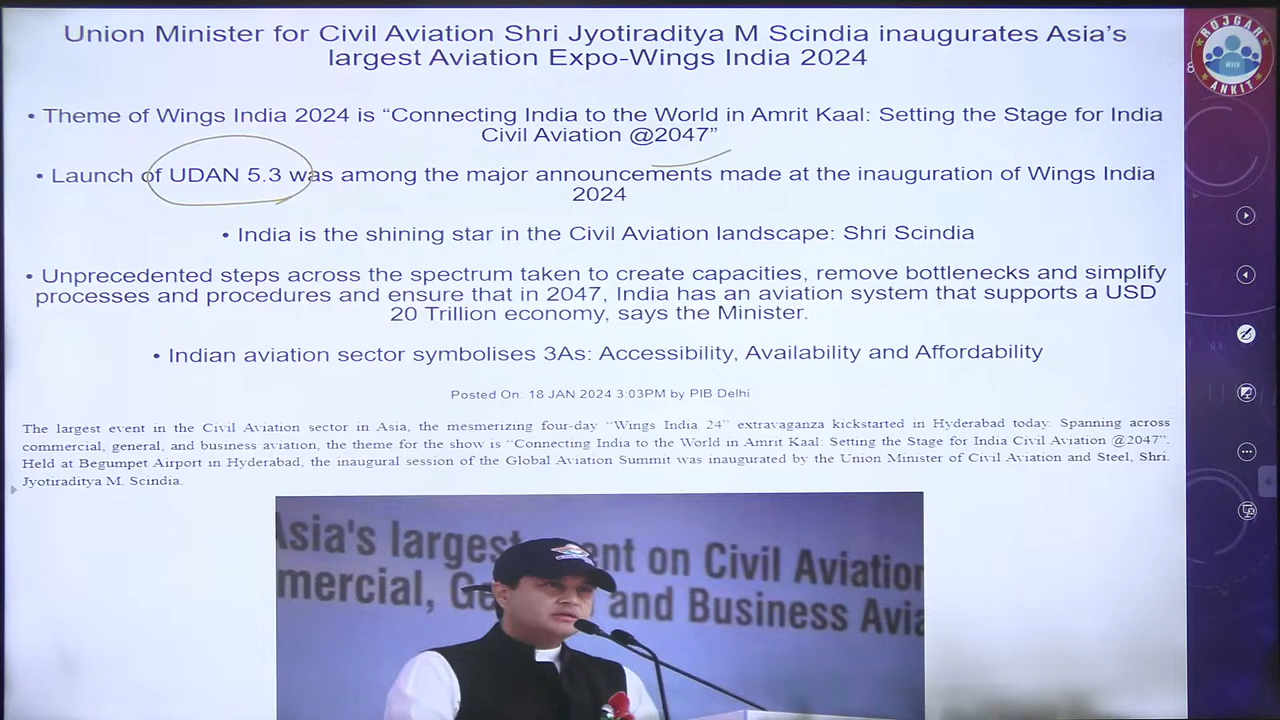 Union Minister for Civil Aviation Shri Jyotiraditya M Scindia inaugurates Asia's
largest Aviation Expo-Wings India 2024
• Theme of Wings India 2024 is “Connecting India to the World in Amrit Kaal: Setting the Stage for India
Civil Aviation @2047”
• Launch of UDAN 5.3 was among the major announcements made at the inauguration of Wings India
2024
• India is the shining star in the Civil Aviation landscape: Shri Scindia
• Unprecedented steps across the spectrum taken to create capacities, remove bottlenecks and simplify
processes and procedures and ensure that in 2047, India has an aviation system that supports a USD
20 Trillion economy, says the Minister.
• Indian aviation sector symbolises 3As: Accessibility, Availability and Affordability
Posted On: 18 JAN 2024 3:03PM by PIB Delhi
The largest event in the Civil Aviation sector in Asia, the mesmerizing four-day “Wings India 24” extravaganza kickstarted in Hyderabad today. Spanning across
commercial, general, and business aviation, the theme for the show is “Connecting India to the World in Amrit Kaal: Setting the Stage for India Civil Aviation @2047”.
Held at Begumpet Airport in Hyderabad, the inaugural session of the Global Aviation Summit was inaugurated by the Union Minister of Civil Aviation and Steel, Shri.
Jyotiraditya M. Scindia.
Asia's largest ent on Civil Aviation
mercial, Ge and Business Avia
ROJGAR
With
ANKIT
8